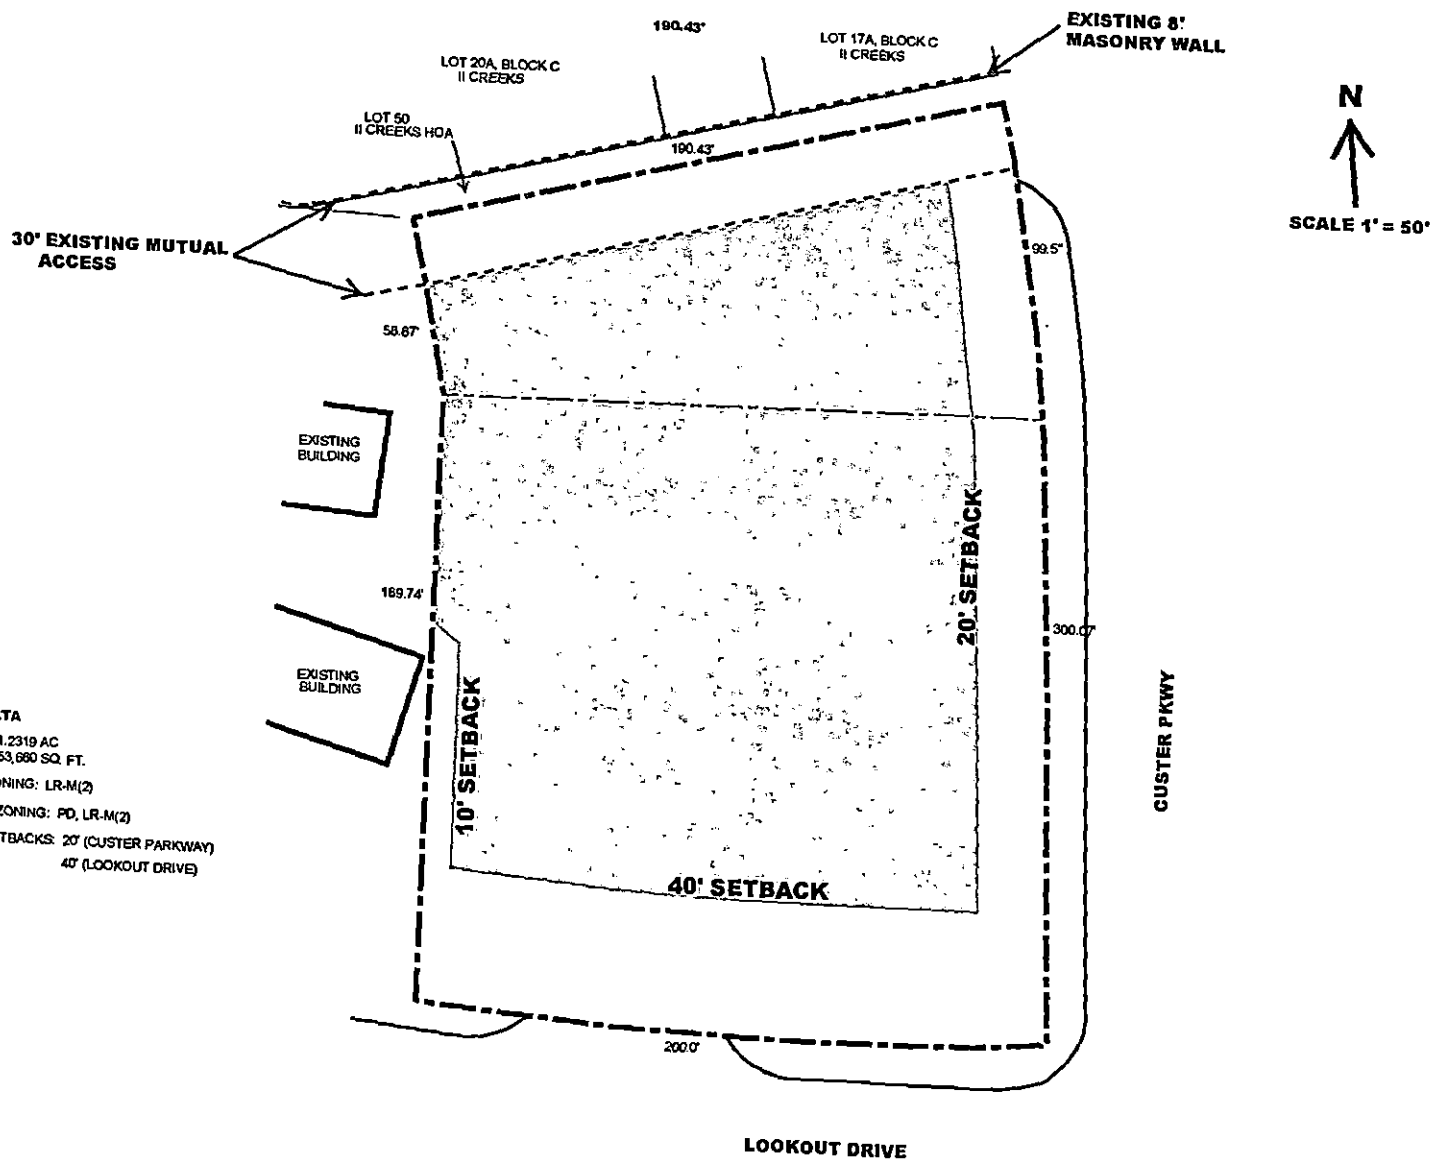 190.43'
EXISTING 8'
MASONRY WALL
LOT 17A, BLOCK C
II CREEKS
LOT 20A, BLOCK C
II CREEKS
N
LOT 50
II CREEKS HOA
190.43'
SCALE 1' = 50'
30' EXISTING MUTUAL
ACCESS
99.5"
58.67'
EXISTING
BUILDING
20' SETBACK
189.74'
300.07'
EXISTING
BUILDING
10' SETBACK
CUSTER PKWY
TA
1.2319 AC
53,660 SQ. FT.
ONING: LR-M(2)
ZONING: PD, LR-M(2)
TBACKS: 20' (CUSTER PARKWAY)
40' (LOOKOUT DRIVE)
40' SETBACK
200.0'
LOOKOUT DRIVE